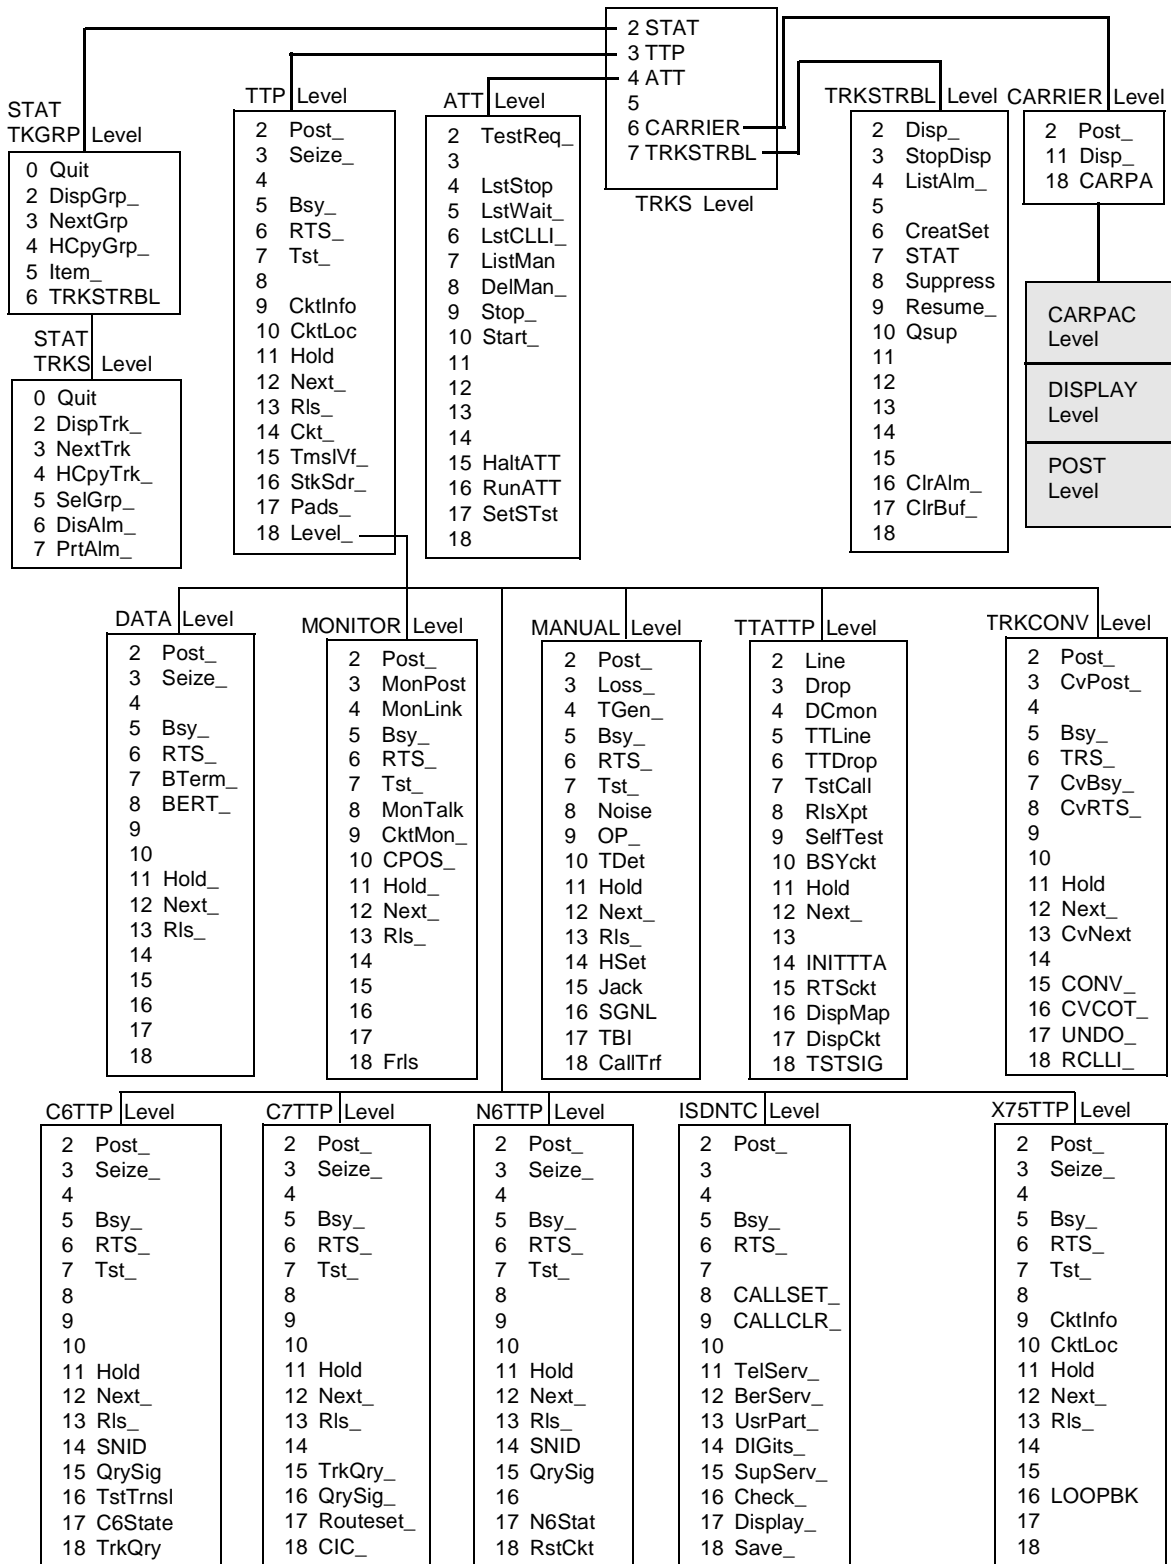 2 STAT
3 TTP
4 ATT
5
6 CARRIER
7 TRKSTRBL
TRKS Level
STAT
TKGRP Level
0 Quit
2 DispGrp_
3 NextGrp
4 HCpyGrp_
5 Item_
6 TRKSTRBL
STAT
TRKS Level
0 Quit
2 DispTrk_
3 NextTrk
4 HCpyTrk_
5 SelGrp_
6 DisAlm_
7 PrtAlm_
TTP Level
2 Post_
3 Seize_
4
5 Bsy_
6 RTS_
7 Tst_
8
9 CktInfo
10 CktLoc
11 Hold
12 Next_
13 Rls_
14 Ckt_
15 TmslVf_
16 StkSdr_
17 Pads_
18 Level_
ATT Level
2 TestReq_
3
4 LstStop
5 LstWait_
6 LstCLLI_
7 ListMan
8 DelMan_
9 Stop_
10 Start_
11
12
13
14
15 HaltATT
16 RunATT
17 SetSTst
18
TRKSTRBL Level
2 Disp_
3 StopDisp
4 ListAlm_
5
6 CreatSet
7 STAT
8 Suppress
9 Resume_
10 Qsup
11
12
13
14
15
16 ClrAlm_
17 ClrBuf_
18
CARRIER Level
2 Post_
11 Disp_
18 CARPA
CARPAC
Level
DISPLAY
Level
POST
Level
DATA Level
2 Post_
3 Seize_
4
5 Bsy_
6 RTS_
7 BTerm_
8 BERT_
9
10
11 Hold_
12 Next_
13 Rls_
14
15
16
17
18
MONITOR Level
2 Post_
3 MonPost
4 MonLink
5 Bsy_
6 RTS_
7 Tst_
8 MonTalk
9 CktMon_
10 CPOS_
11 Hold_
12 Next_
13 Rls_
14
15
16
17
18 Frls
MANUAL Level
2 Post_
3 Loss_
4 TGen_
5 Bsy_
6 RTS_
7 Tst_
8 Noise
9 OP_
10 TDet
11 Hold
12 Next_
13 Rls_
14 HSet
15 Jack
16 SGNL
17 TBI
18 CallTrf
TTATTP Level
2 Line
3 Drop
4 DCmon
5 TTLine
6 TTDrop
7 TstCall
8 RlsXpt
9 SelfTest
10 BSYckt
11 Hold
12 Next_
13
14 INITTTA
15 RTSckt
16 DispMap
17 DispCkt
18 TSTSIG
TRKCONV Level
2 Post_
3 CvPost_
4
5 Bsy_
6 TRS_
7 CvBsy_
8 CvRTS_
9
10
11 Hold
12 Next_
13 CvNext
14
15 CONV_
16 CVCOT_
17 UNDO_
18 RCLLI_
C6TTP Level
2 Post_
3 Seize_
4
5 Bsy_
6 RTS_
7 Tst_
8
9
10
11 Hold
12 Next_
13 Rls_
14 SNID
15 QrySig
16 TstTrnsl
17 C6State
18 TrkQry
C7TTP Level
2 Post_
3 Seize_
4
5 Bsy_
6 RTS_
7 Tst_
8
9
10
11 Hold
12 Next_
13 Rls_
14
15 TrkQry_
16 QrySig_
17 Routeset_
18 CIC_
N6TTP Level
2 Post_
3 Seize_
4
5 Bsy_
6 RTS_
7 Tst_
8
9
10
11 Hold
12 Next_
13 Rls_
14 SNID
15 QrySig
16
17 N6Stat
18 RstCkt
ISDNTC Level
2 Post_
3
4
5 Bsy_
6 RTS_
7
8 CALLSET_
9 CALLCLR_
10
11 TelServ_
12 BerServ_
13 UsrPart_
14 DIGits_
15 SupServ_
16 Check_
17 Display_
18 Save_
X75TTP Level
2 Post_
3 Seize_
4
5 Bsy_
6 RTS_
7 Tst_
8
9 CktInfo
10 CktLoc
11 Hold
12 Next_
13 Rls_
14
15
16 LOOPBK
17
18